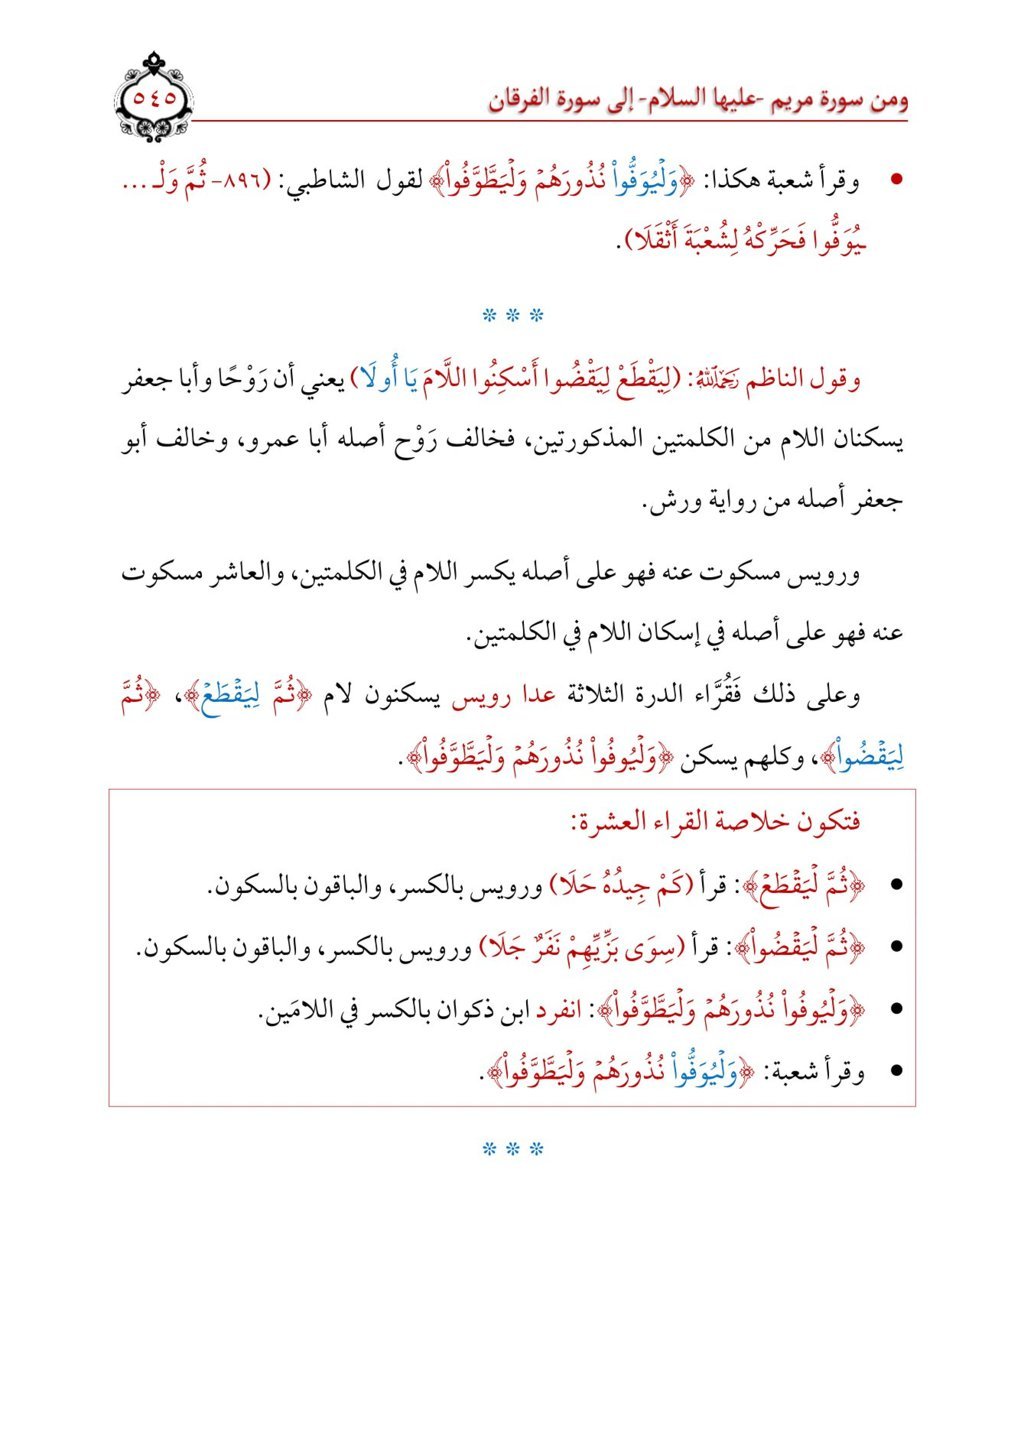 ومن سورة مريم -عليها السلام- إلى سورة الفرقان
٥٤٥
• وقرأ شعبة هكذا: ﴿وَلْيُوَفُّواْ نُذُورَهُمْ وَلْيَطَّوَّفُواْ﴾ لقول الشاطبي: (٨٩٦- ثُمَّ وَلْـ ...
ـيُوَفُّوا فَحَرِّكْهُ لِشُعْبَةَ أَثْقَلَا).
* * *
وقول الناظم رَحِمَهُ اللَّهُ: (لِيَقْطَعْ لِيَقْضُوا أَسْكِنُوا اللَّامَ يَا أُولَا) يعني أن رَوْحًا وأبا جعفر
يسكنان اللام من الكلمتين المذكورتين، فخالف رَوْح أصله أبا عمرو، وخالف أبو
جعفر أصله من رواية ورش.
ورويس مسكوت عنه فهو على أصله يكسر اللام في الكلمتين، والعاشر مسكوت
عنه فهو على أصله في إسكان اللام في الكلمتين.
وعلى ذلك فَقُرَّاء الدرة الثلاثة عدا رويس يسكنون لام ﴿ثُمَّ لِيَقْطَعْ﴾، ﴿ثُمَّ
لِيَقْضُواْ﴾، وكلهم يسكن ﴿وَلْيُوفُواْ نُذُورَهُمْ وَلْيَطَّوَّفُواْ﴾.
فتكون خلاصة القراء العشرة:
• ﴿ثُمَّ لْيَقْطَعْ﴾: قرأ (كَمْ جِيدُهُ حَلَا) ورويس بالكسر، والباقون بالسكون.
• ﴿ثُمَّ لْيَقْضُواْ﴾: قرأ (سِوَى بَزِّيِّهِمْ نَفَرٌ جَلَا) ورويس بالكسر، والباقون بالسكون.
• ﴿وَلْيُوفُواْ نُذُورَهُمْ وَلْيَطَّوَّفُواْ﴾: انفرد ابن ذكوان بالكسر في اللامَين.
• وقرأ شعبة: ﴿وَلْيُوَفُّواْ نُذُورَهُمْ وَلْيَطَّوَّفُواْ﴾.
* * *